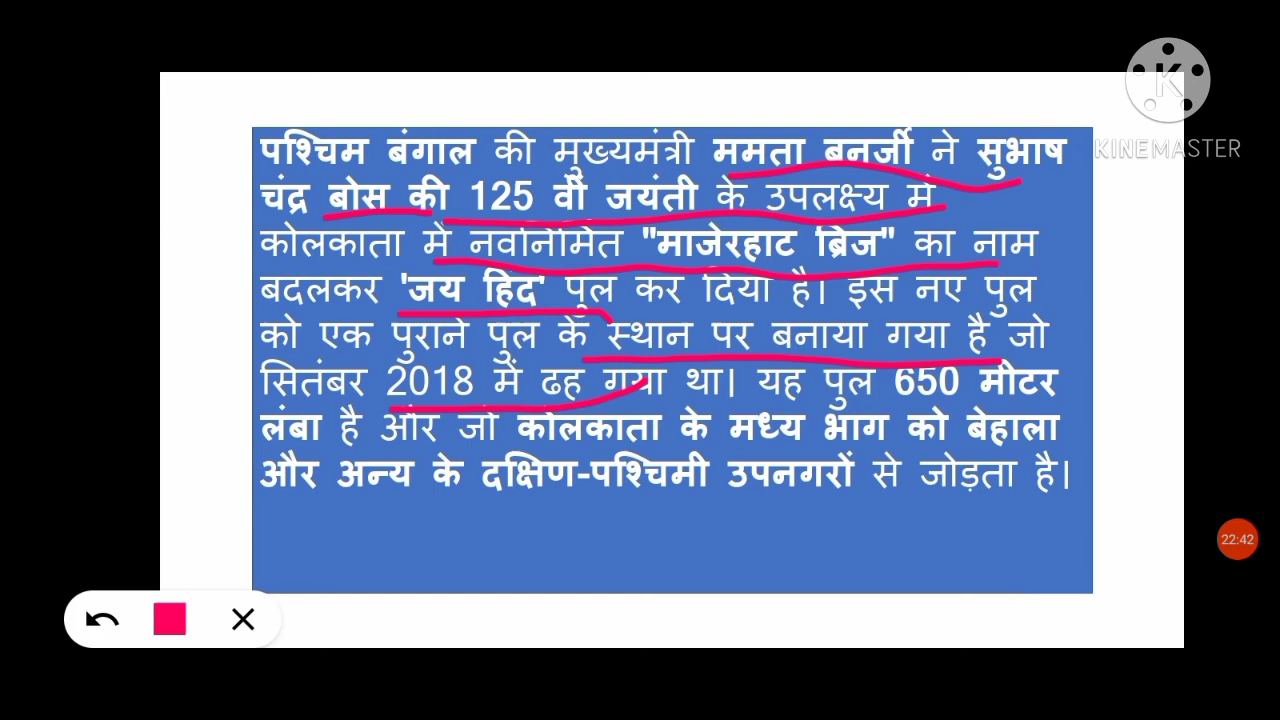 KINEMASTER
पश्चिम बंगाल की मुख्यमंत्री ममता बनर्जी ने सुभाष
चंद्र बोस की 125 वीं जयंती के उपलक्ष्य में
कोलकाता में नवनिर्मित "माजेरहाट ब्रिज" का नाम
बदलकर 'जय हिंद' पुल कर दिया है। इस नए पुल
को एक पुराने पुल के स्थान पर बनाया गया है जो
सितंबर 2018 में ढह गया था। यह पुल 650 मीटर
लंबा है और जो कोलकाता के मध्य भाग को बेहाला
और अन्य के दक्षिण-पश्चिमी उपनगरों से जोड़ता है।
22:42